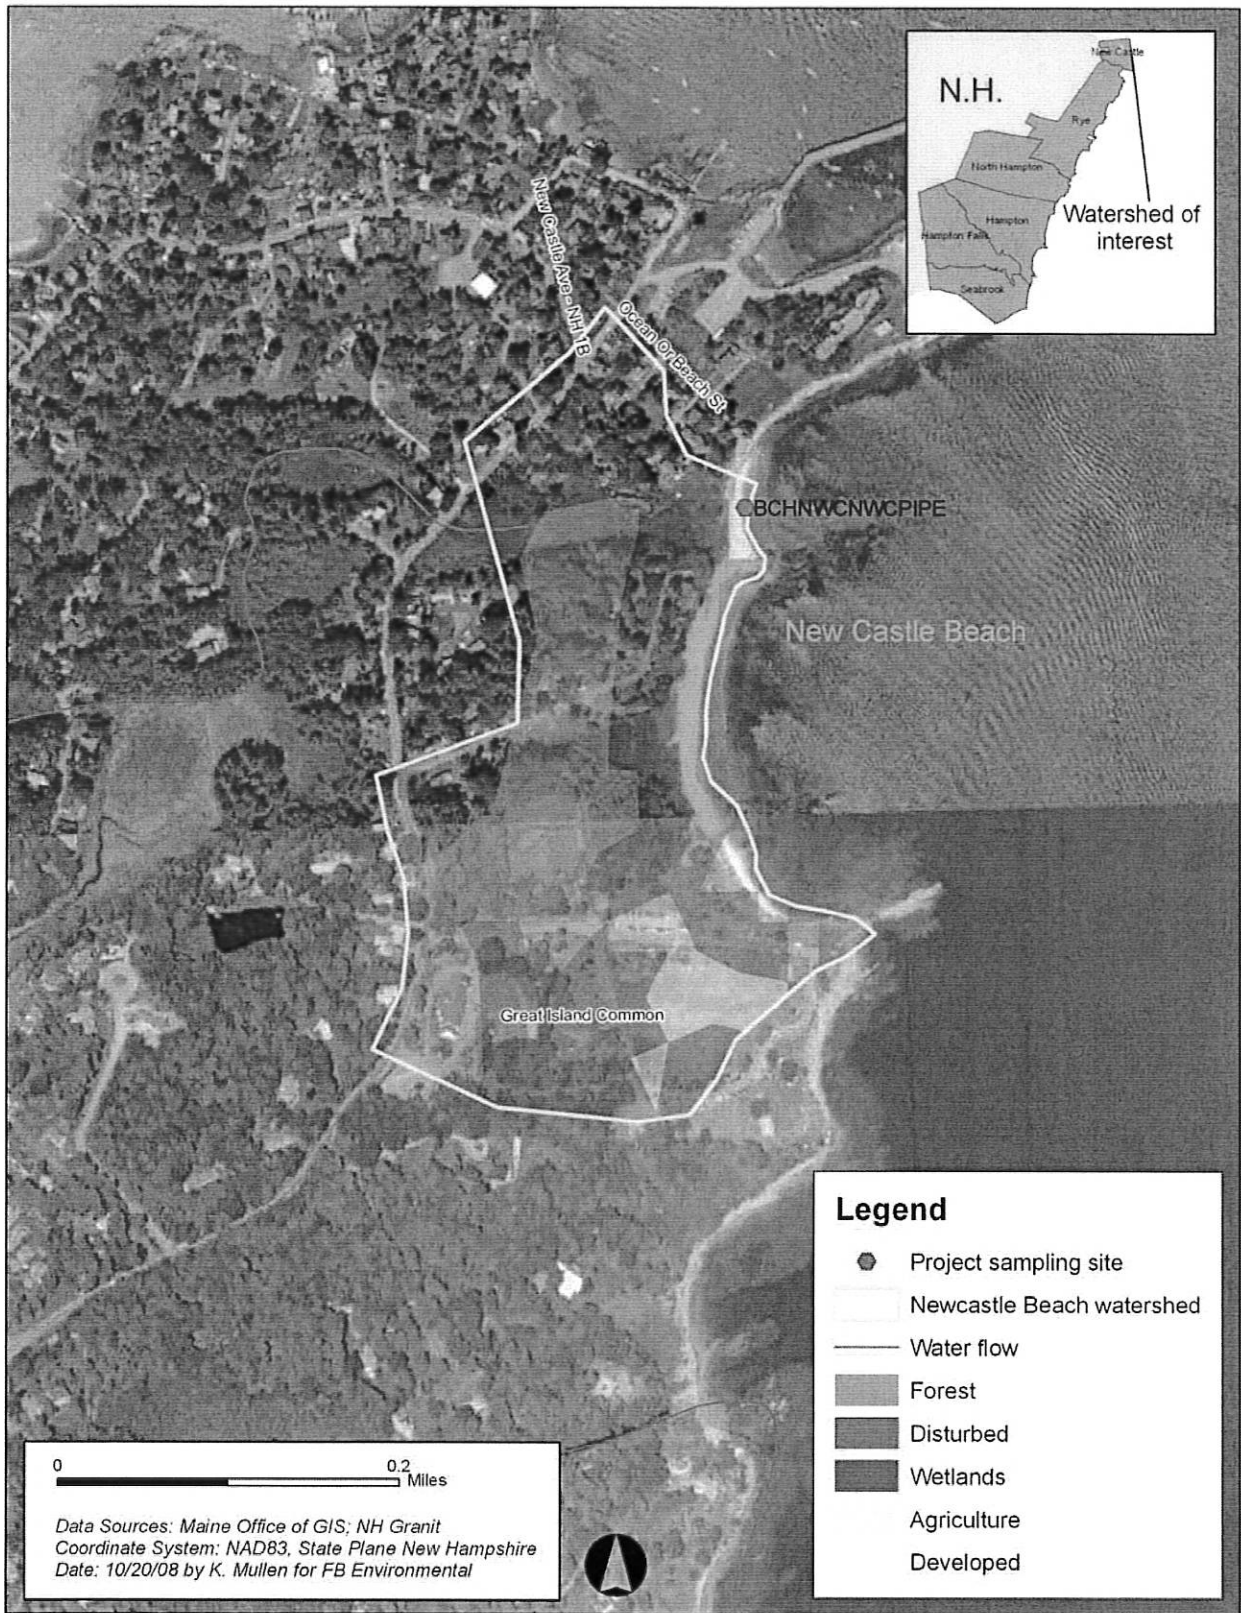 N.H.
New Castle
Rye
North Hampton
Hampton
Hampton Falls
Seabrook
Watershed of
interest
New Castle Ave - NH 1B
Ocean Or Beach St
BCHNWCNWCPIPE
New Castle Beach
Great Island Common
Legend
Project sampling site
Newcastle Beach watershed
Water flow
Forest
Disturbed
Wetlands
Agriculture
Developed
0 0.2
Miles
Data Sources: Maine Office of GIS; NH Granit
Coordinate System: NAD83, State Plane New Hampshire
Date: 10/20/08 by K. Mullen for FB Environmental